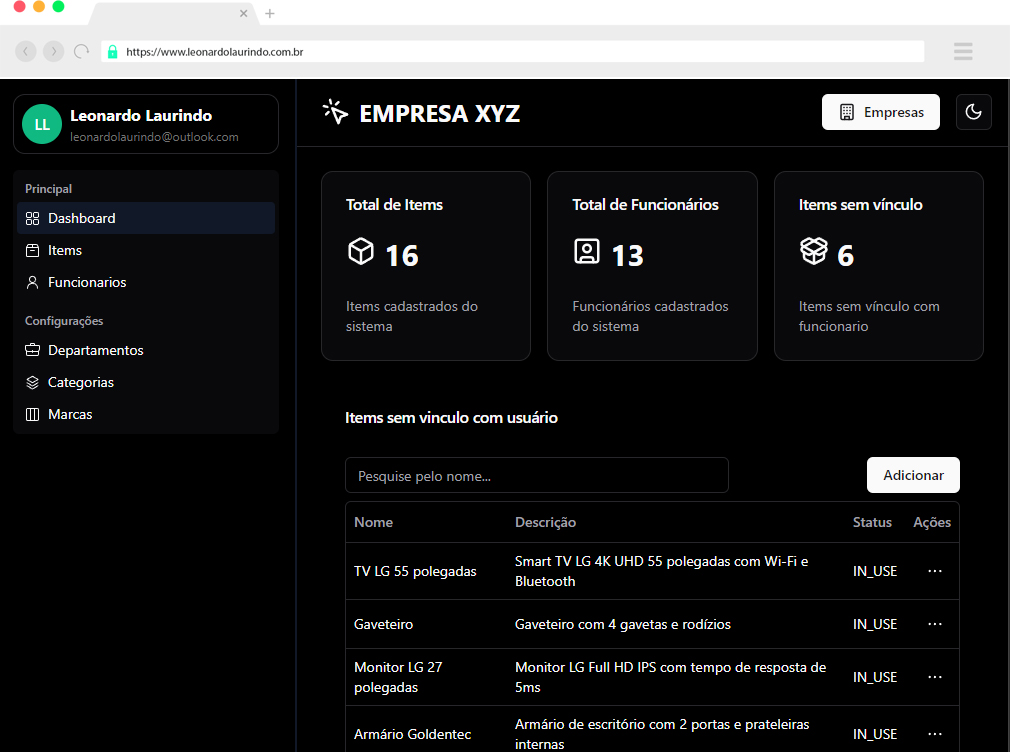 https://www.leonardolaurindo.com.br
LL
Leonardo Laurindo
leonardolaurindo@outlook.com
Principal
Dashboard
Items
Funcionarios
Configurações
Departamentos
Categorias
Marcas
EMPRESA XYZ
Empresas
Total de Items
16
Items cadastrados do
sistema
Total de Funcionários
13
Funcionários cadastrados
do sistema
Items sem vínculo
6
Items sem vínculo com
funcionario
Items sem vinculo com usuário
Pesquise pelo nome...
Adicionar
Nome Descrição Status Ações
TV LG 55 polegadas
Smart TV LG 4K UHD 55 polegadas com Wi-Fi e
Bluetooth
IN_USE
Gaveteiro
Gaveteiro com 4 gavetas e rodízios
IN_USE
Monitor LG 27
polegadas
Monitor LG Full HD IPS com tempo de resposta de
5ms
IN_USE
Armário Goldentec
Armário de escritório com 2 portas e prateleiras
internas
IN_USE